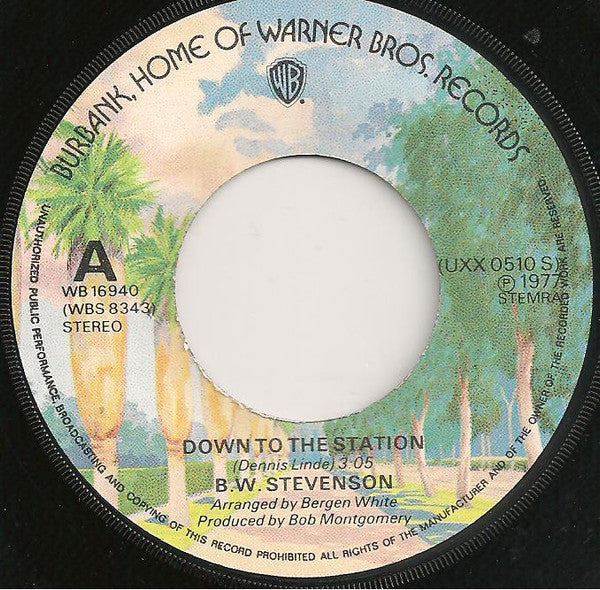 BURBANK, HOME OF WARNER BROS. RECORDS
WB
A
WB 16940
(WBS 8343)
STEREO
(UXX 0510 S)
Ⓟ 1977
STEMRA
DOWN TO THE STATION
(Dennis Linde) 3:05
B.W. STEVENSON
Arranged by Bergen White
Produced by Bob Montgomery
UNAUTHORIZED PUBLIC PERFORMANCE, BROADCASTING AND COPYING OF THIS RECORD PROHIBITED ALL RIGHTS OF THE MANUFACTURER AND OF THE OWNER OF THE RECORDED WORK ARE RESERVED.